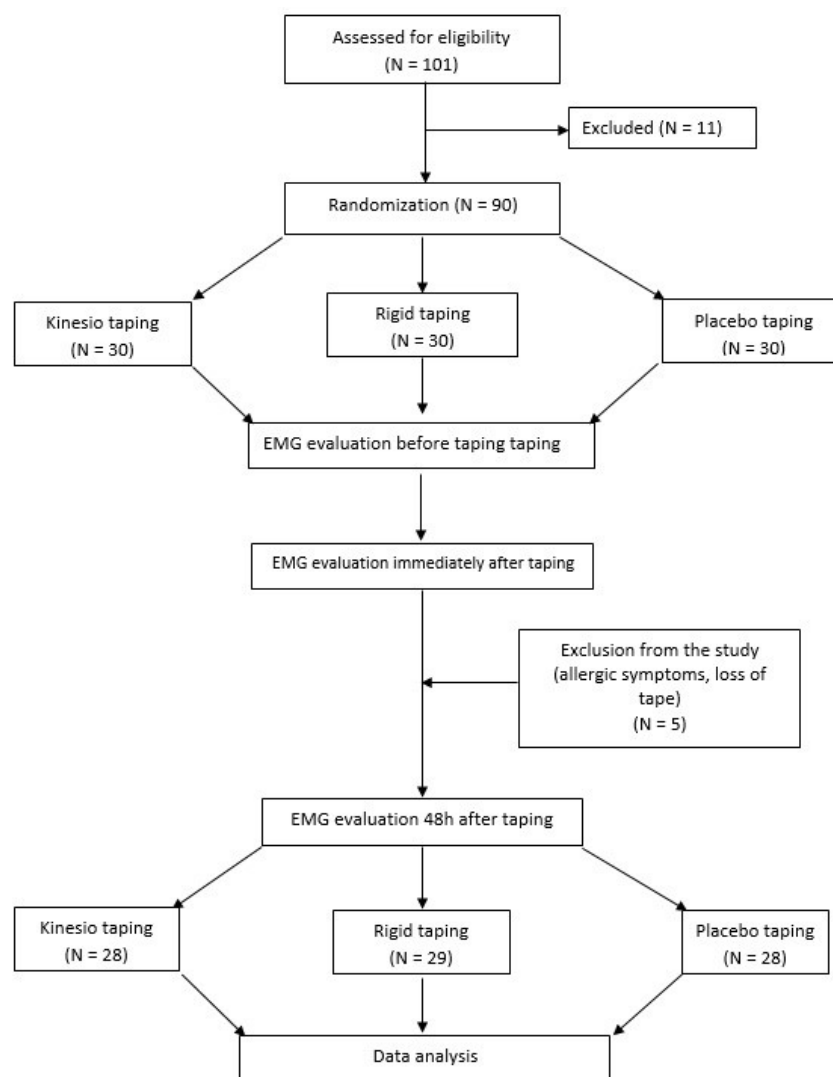 Assessed for eligibility
(N = 101)
Excluded (N = 11)
Randomization (N = 90)
Kinesio taping
(N = 30)
Rigid taping
(N = 30)
Placebo taping
(N = 30)
EMG evaluation before taping taping
EMG evaluation immediately after taping
Exclusion from the study
(allergic symptoms, loss of
tape)
(N = 5)
EMG evaluation 48h after taping
Kinesio taping
(N = 28)
Rigid taping
(N = 29)
Placebo taping
(N = 28)
Data analysis